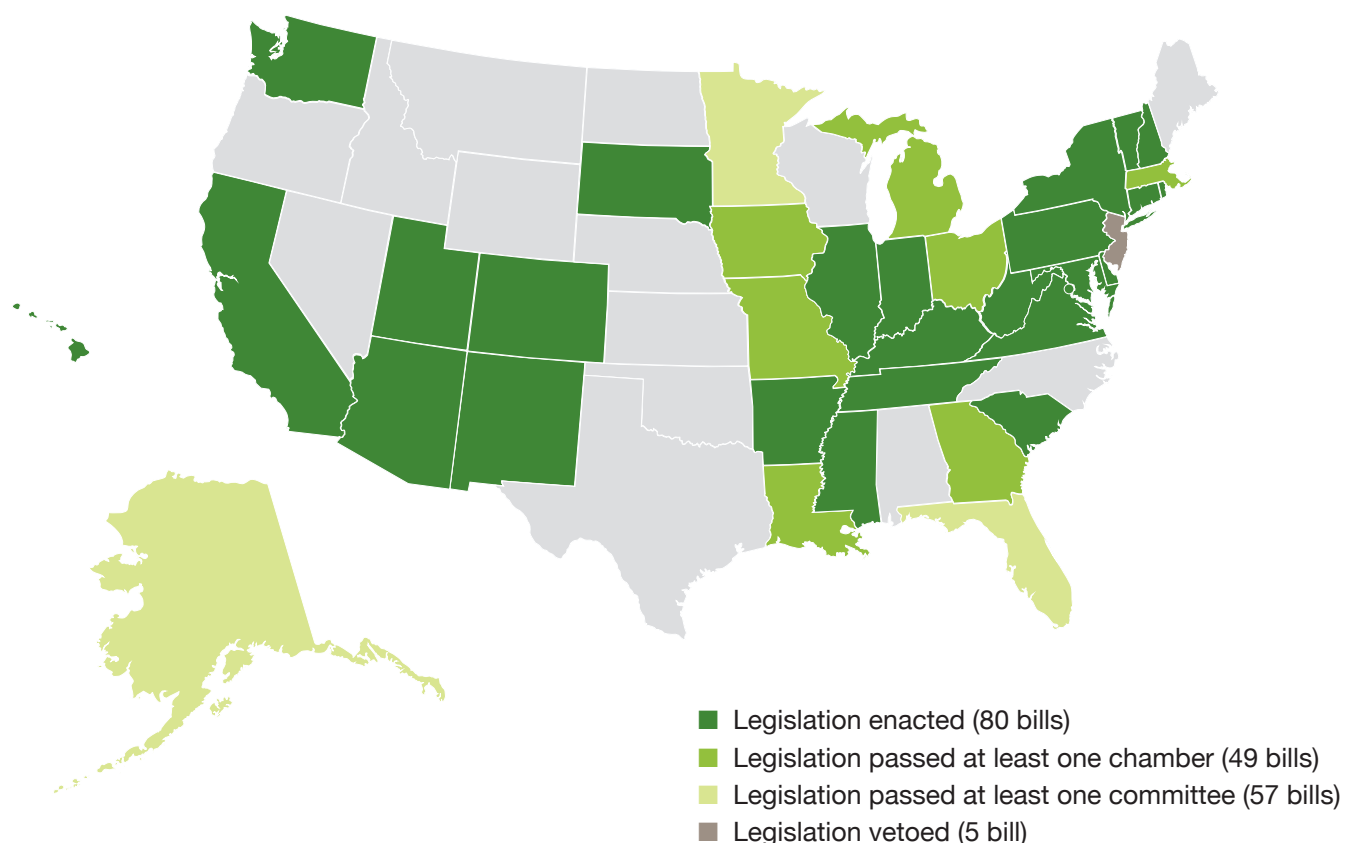 Legislation enacted (80 bills)
Legislation passed at least one chamber (49 bills)
Legislation passed at least one committee (57 bills)
Legislation vetoed (5 bill)